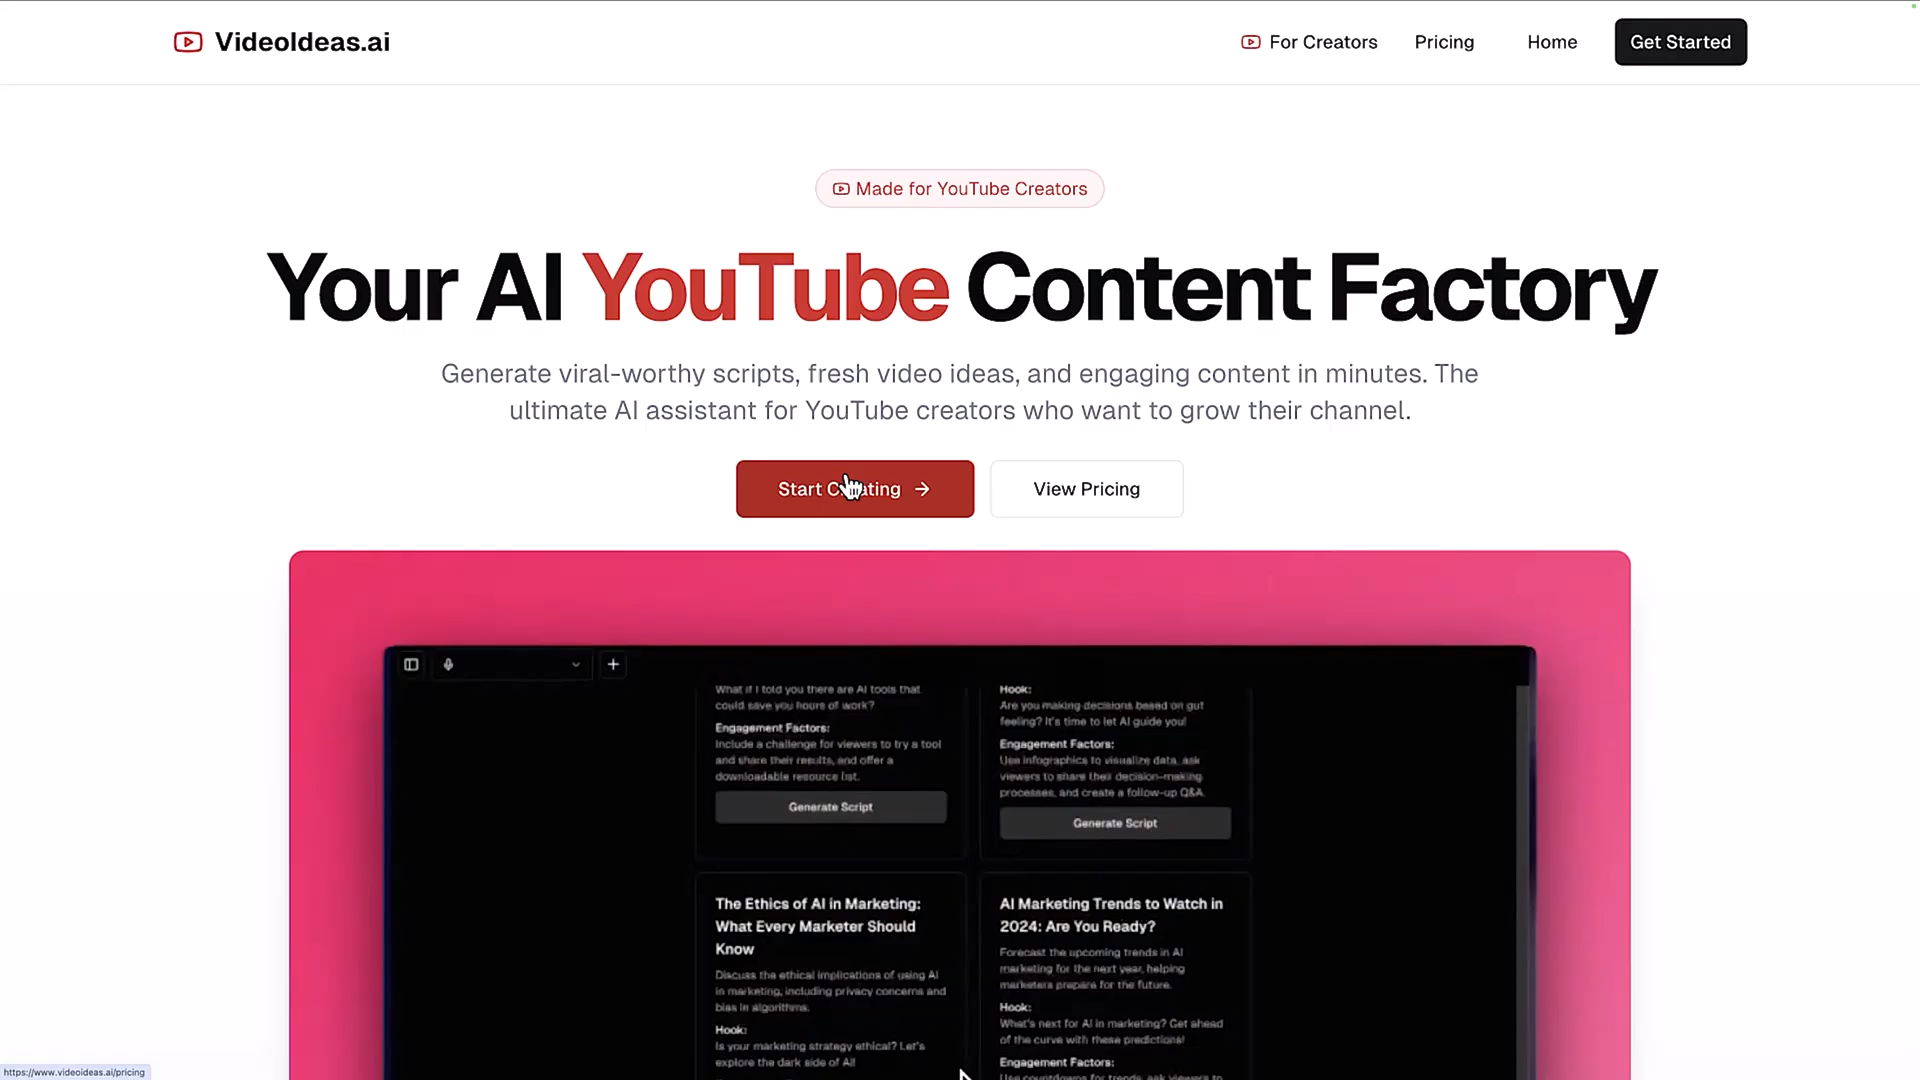 VideoIdeas.ai
For Creators
Pricing
Home
Get Started
Made for YouTube Creators
Your AI YouTube Content Factory
Generate viral-worthy scripts, fresh video ideas, and engaging content in minutes. The
ultimate AI assistant for YouTube creators who want to grow their channel.
Start Creating
View Pricing
What if I told you there are AI tools that
could save you hours of work?
Engagement Factors:
Include a challenge for viewers to try a tool
and share their results, and offer a
downloadable resource list.
Generate Script
Hook:
Are you making decisions based on gut
feeling? It's time to let AI guide you!
Engagement Factors:
Use infographics to visualize data, ask
viewers to share their decision-making
processes, and create a follow-up Q&A.
Generate Script
The Ethics of AI in Marketing:
What Every Marketer Should
Know
Discuss the ethical implications of using AI
in marketing, including privacy concerns and
bias in algorithms.
Hook:
Is your marketing strategy ethical? Let's
explore the dark side of AI!
AI Marketing Trends to Watch in
2024: Are You Ready?
Forecast the upcoming trends in AI
marketing for the next year, helping
marketers prepare for the future.
Hook:
What's next for AI in marketing? Get ahead
of the curve with these predictions!
Engagement Factors:
Use countdowns for trends, ask viewers to
https://www.videoideas.ai/pricing